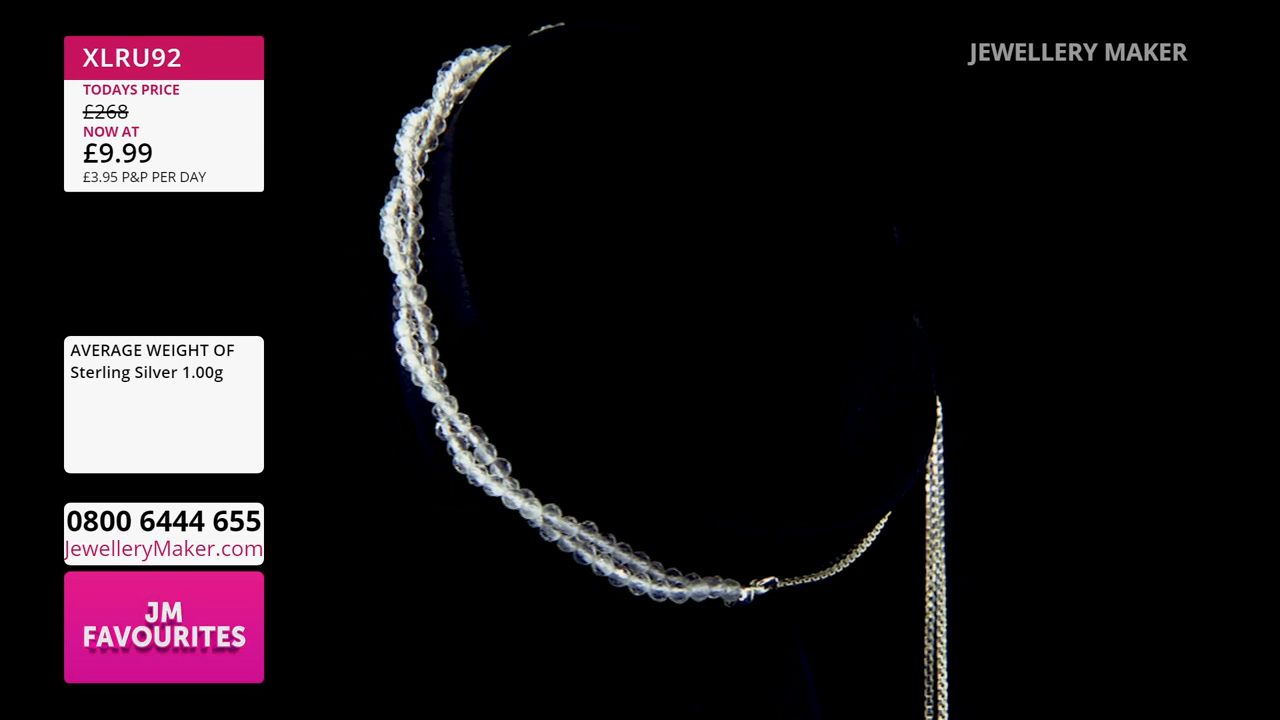 XLRU92
TODAYS PRICE
£268
NOW AT
£9.99
£3.95 P&P PER DAY
JEWELLERY MAKER
AVERAGE WEIGHT OF
Sterling Silver 1.00g
0800 6444 655
JewelleryMaker.com
JM
FAVOURITES